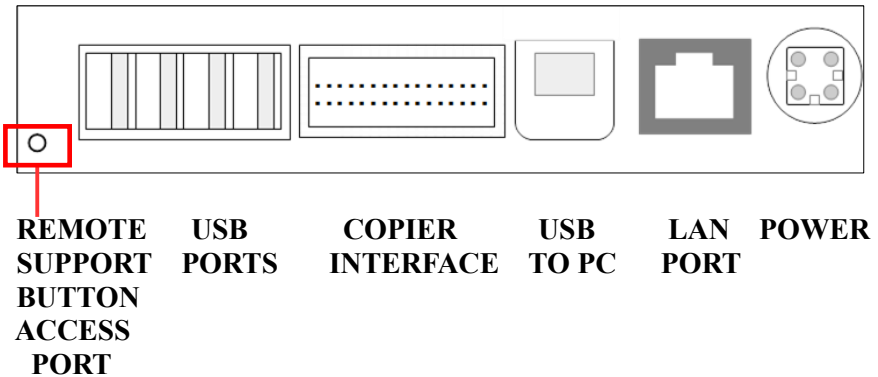 REMOTE SUPPORT BUTTON ACCESS PORT
USB PORTS
COPIER INTERFACE
USB TO PC
LAN PORT
POWER